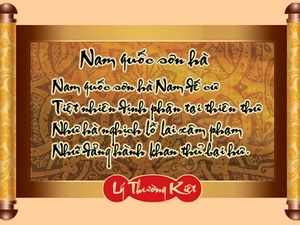 Nam quốc sơn hà
Nam quốc sơn hà Nam đế cư
Tiệt nhiên định phận tại thiên thư
Như hà nghịch lỗ lai xâm phạm
Nhữ đẳng hành khan thủ bại hư.
Lý Thường Kiệt